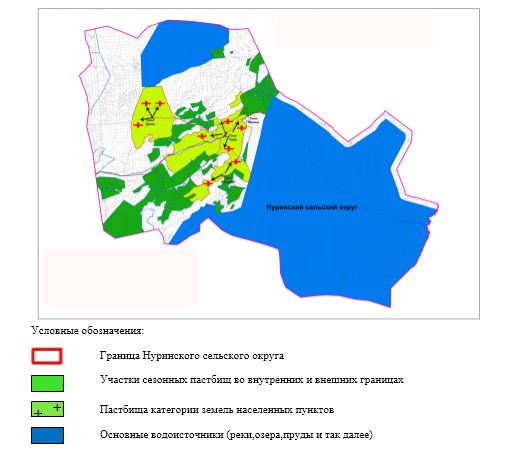 Нуринский сельский округ
Условные обозначения:
Граница Нуринского сельского округа
Участки сезонных пастбищ во внутренних и внешних границах
Пастбища категории земель населенных пунктов
Основные водоисточники (реки,озера,пруды и так далее)